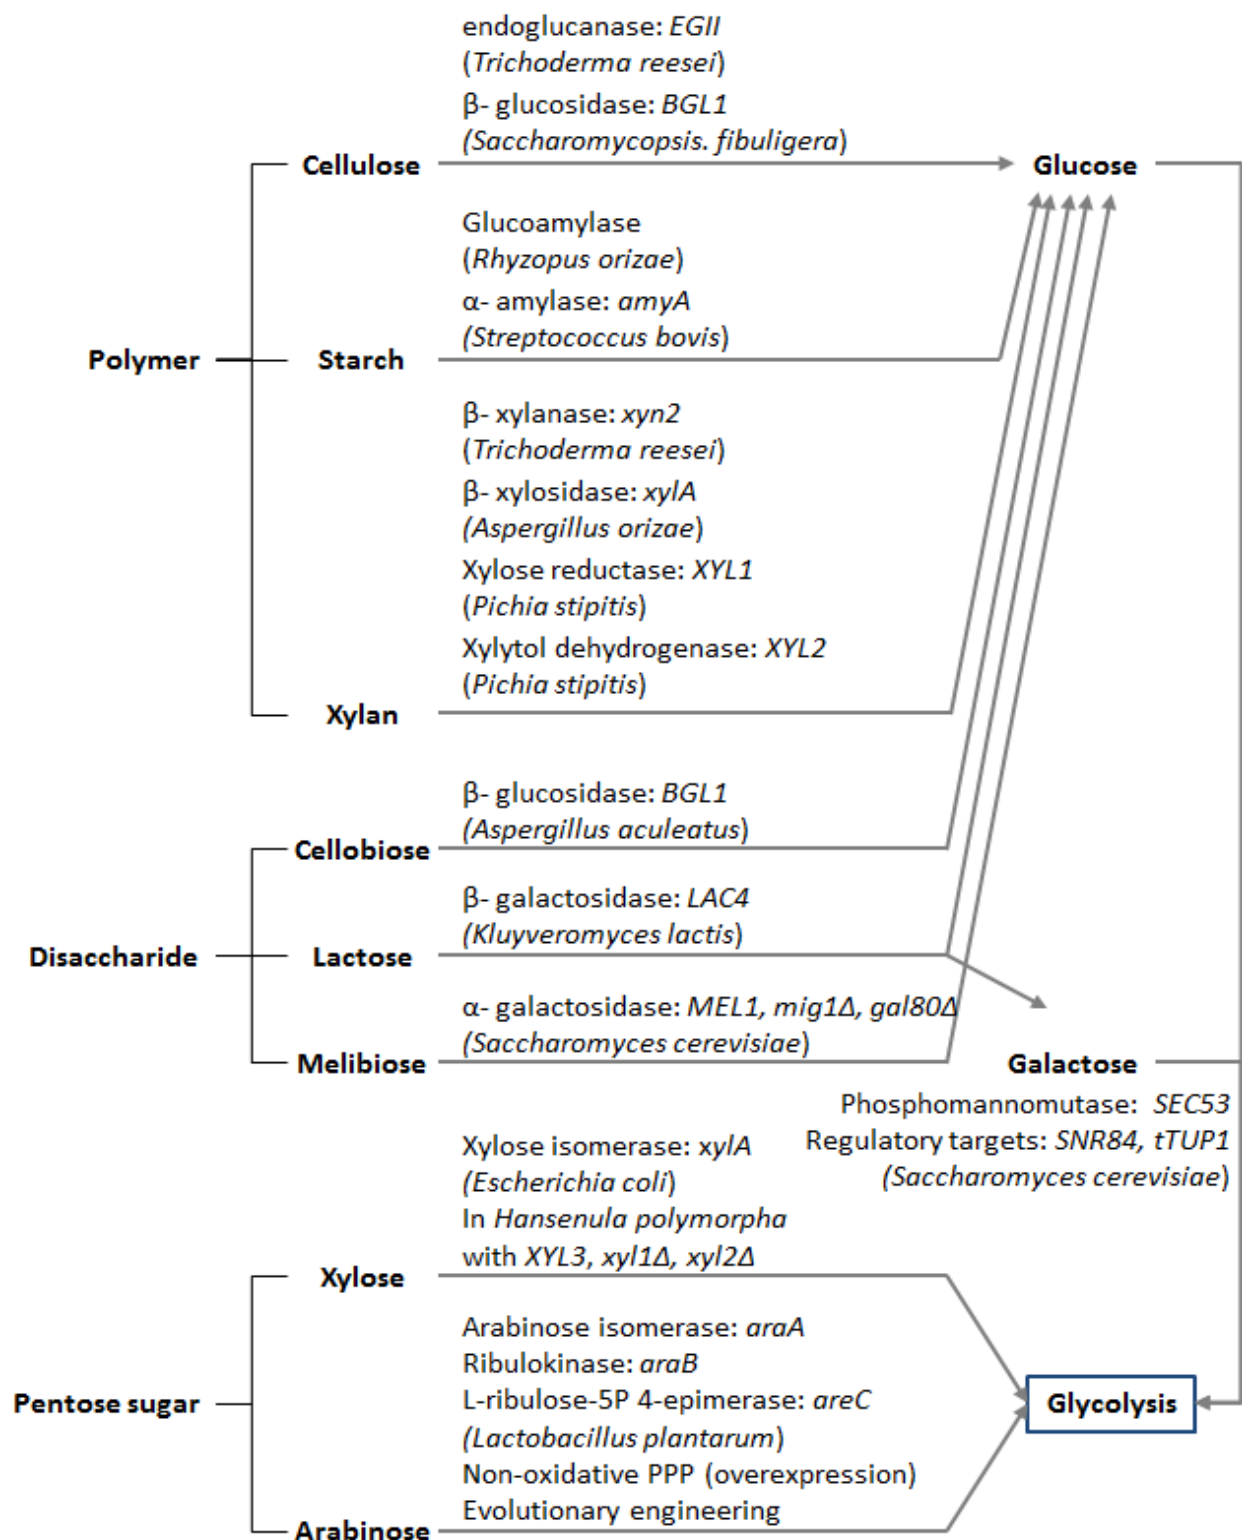 endoglucanase: EGII
(Trichoderma reesei)
β- glucosidase: BGL1
(Saccharomycopsis. fibuligera)
Cellulose
Glucose
Glucoamylase
(Rhyzopus orizae)
α- amylase: amyA
(Streptococcus bovis)
Polymer
Starch
β- xylanase: xyn2
(Trichoderma reesei)
β- xylosidase: xylA
(Aspergillus orizae)
Xylose reductase: XYL1
(Pichia stipitis)
Xylytol dehydrogenase: XYL2
(Pichia stipitis)
Xylan
β- glucosidase: BGL1
(Aspergillus aculeatus)
Cellobiose
β- galactosidase: LAC4
(Kluyveromyces lactis)
Disaccharide
Lactose
α- galactosidase: MEL1, mig1Δ, gal80Δ
(Saccharomyces cerevisiae)
Melibiose
Galactose
Phosphomannomutase: SEC53
Regulatory targets: SNR84, tTUP1
(Saccharomyces cerevisiae)
Xylose isomerase: xylA
(Escherichia coli)
In Hansenula polymorpha
with XYL3, xyl1Δ, xyl2Δ
Xylose
Arabinose isomerase: araA
Ribulokinase: araB
L-ribulose-5P 4-epimerase: areC
(Lactobacillus plantarum)
Non-oxidative PPP (overexpression)
Evolutionary engineering
Pentose sugar
Glycolysis
Arabinose